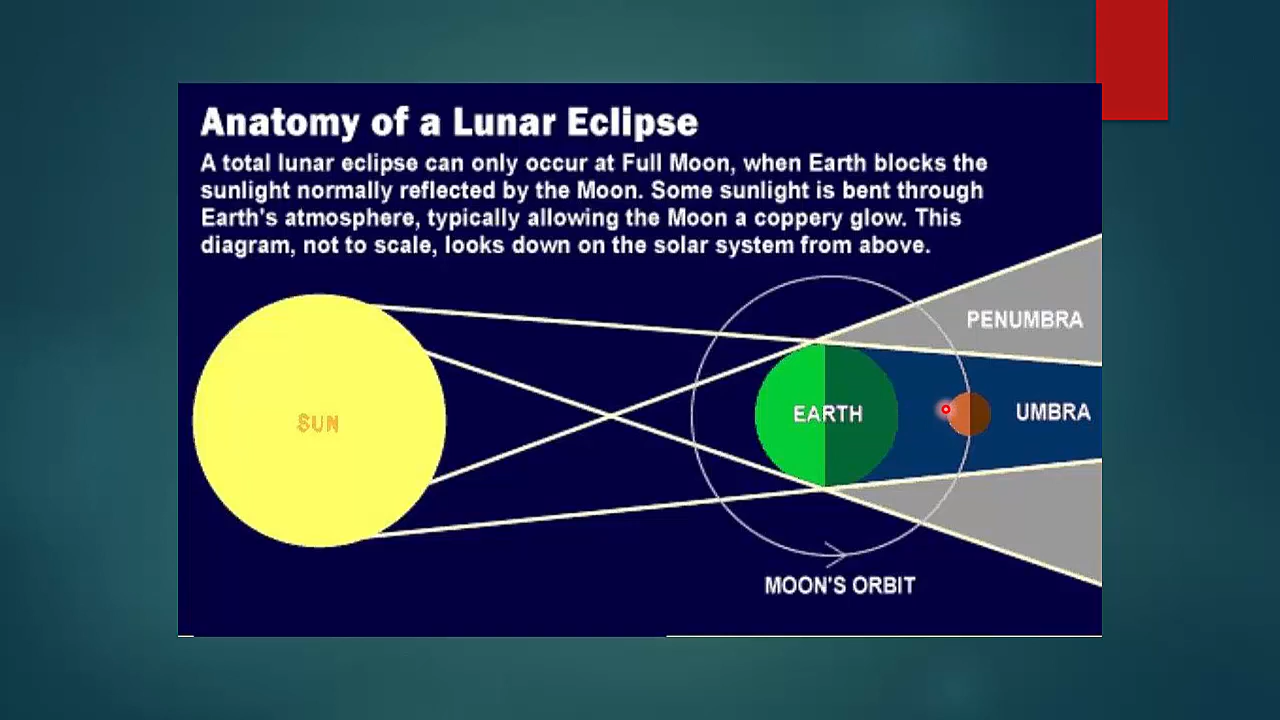 Anatomy of a Lunar Eclipse
A total lunar eclipse can only occur at Full Moon, when Earth blocks the
sunlight normally reflected by the Moon. Some sunlight is bent through
Earth's atmosphere, typically allowing the Moon a coppery glow. This
diagram, not to scale, looks down on the solar system from above.
PENUMBRA
SUN
EARTH
UMBRA
MOON'S ORBIT